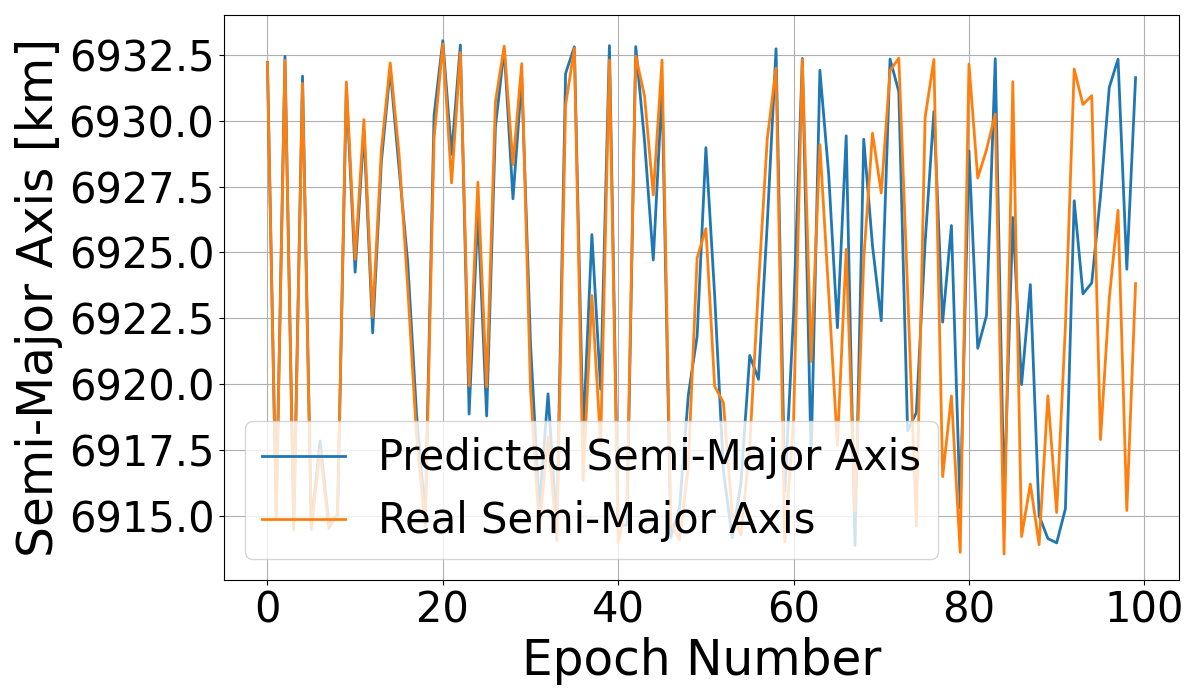 Semi-Major Axis [km]
6932.5
6930.0
6927.5
6925.0
6922.5
6920.0
6917.5
6915.0
Predicted Semi-Major Axis
Real Semi-Major Axis
0 20 40 60 80 100
Epoch Number